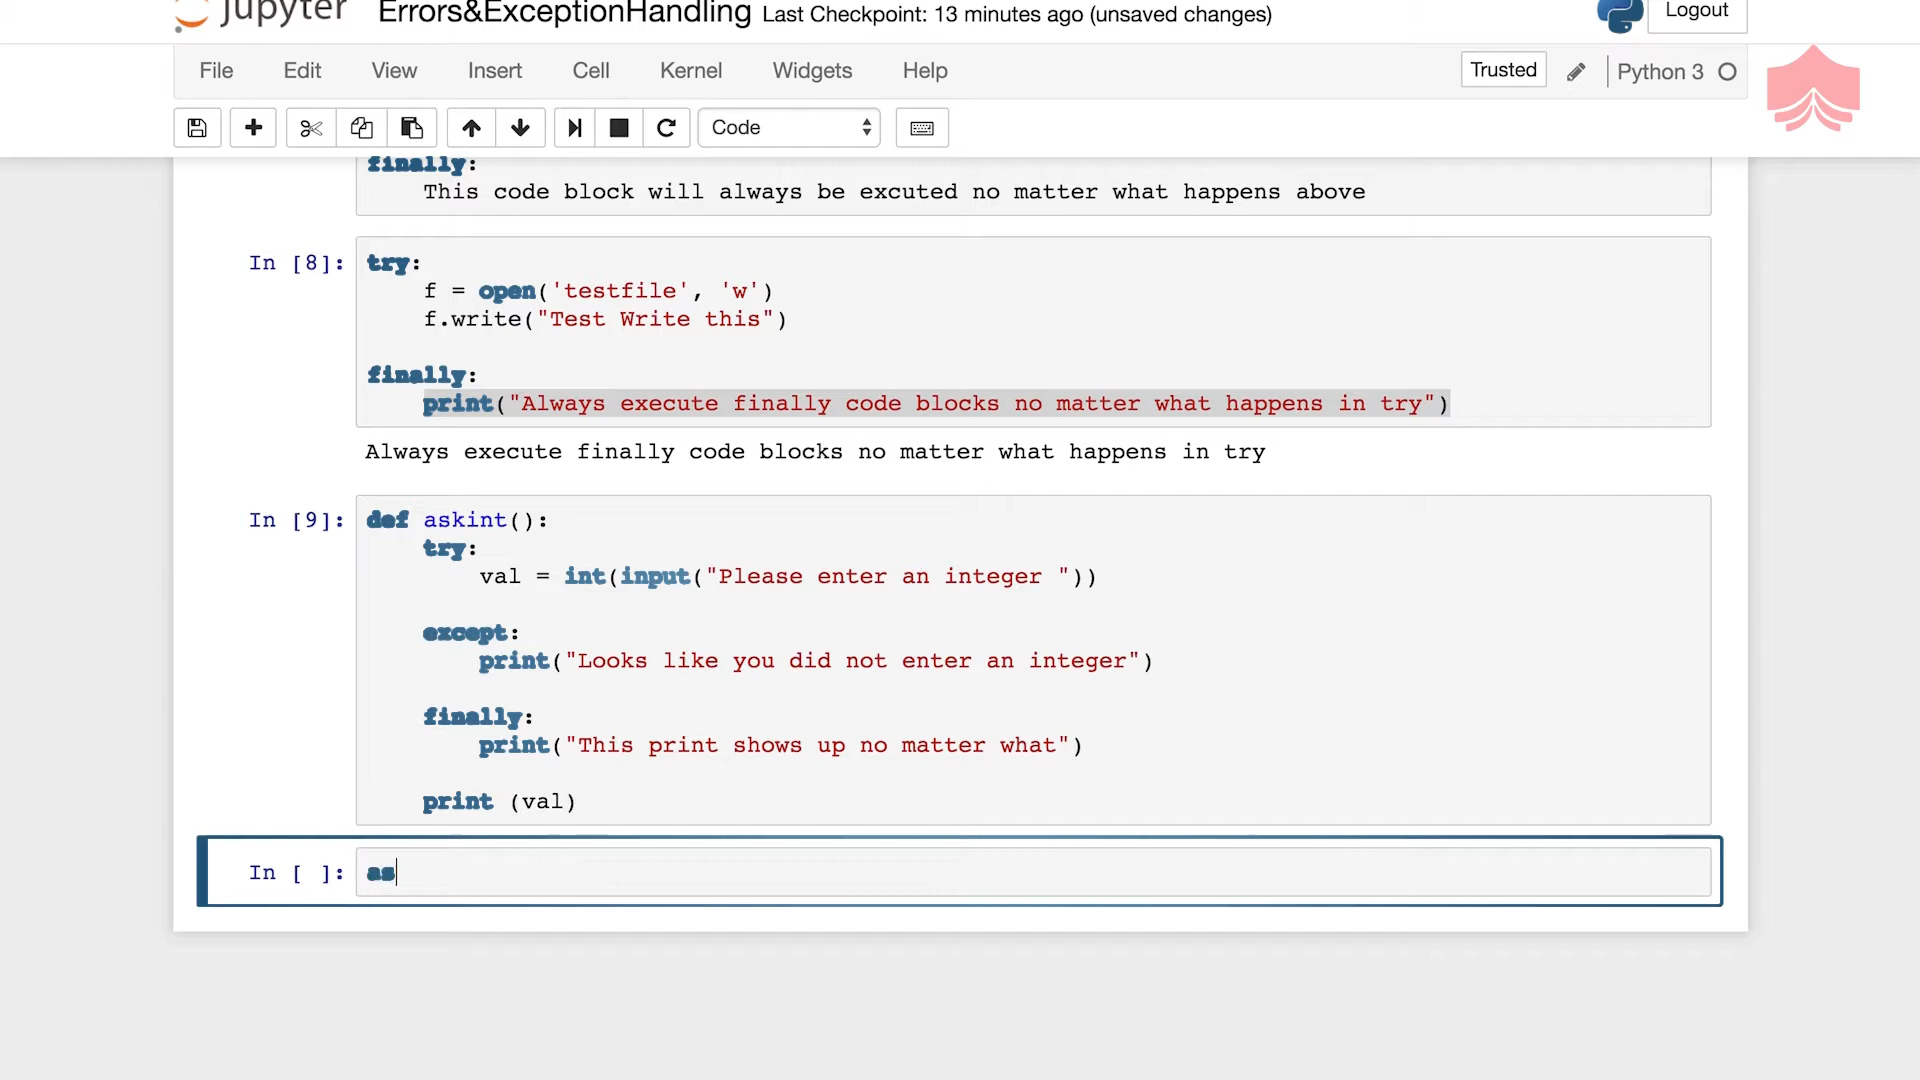 jupyter Errors&ExceptionHandling Last Checkpoint: 13 minutes ago (unsaved changes) Logout
File Edit View Insert Cell Kernel Widgets Help Trusted Python 3
Code
finally:
This code block will always be excuted no matter what happens above
In [8]: try:
f = open('testfile', 'w')
f.write("Test Write this")
finally:
print("Always execute finally code blocks no matter what happens in try")
Always execute finally code blocks no matter what happens in try
In [9]: def askint():
try:
val = int(input("Please enter an integer "))
except:
print("Looks like you did not enter an integer")
finally:
print("This print shows up no matter what")
print (val)
In [ ]: as